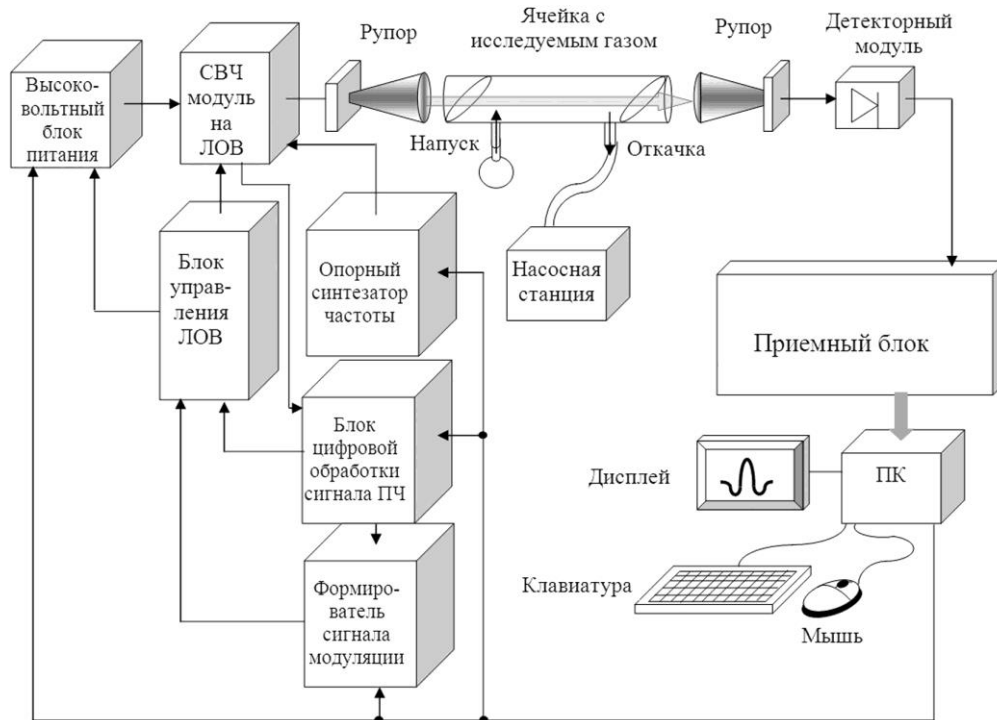 Рупор
Ячейка с
исследуемым газом
Рупор
Детекторный
модуль
Высоко-
вольтный
блок
питания
СВЧ
модуль
на
ЛОВ
Напуск
Откачка
Блок
управ-
ления
ЛОВ
Опорный
синтезатор
частоты
Насосная
станция
Приемный блок
Блок
цифровой
обработки
сигнала ПЧ
Дисплей
ПК
Формиро-
ватель
сигнала
модуляции
Клавиатура
Мышь